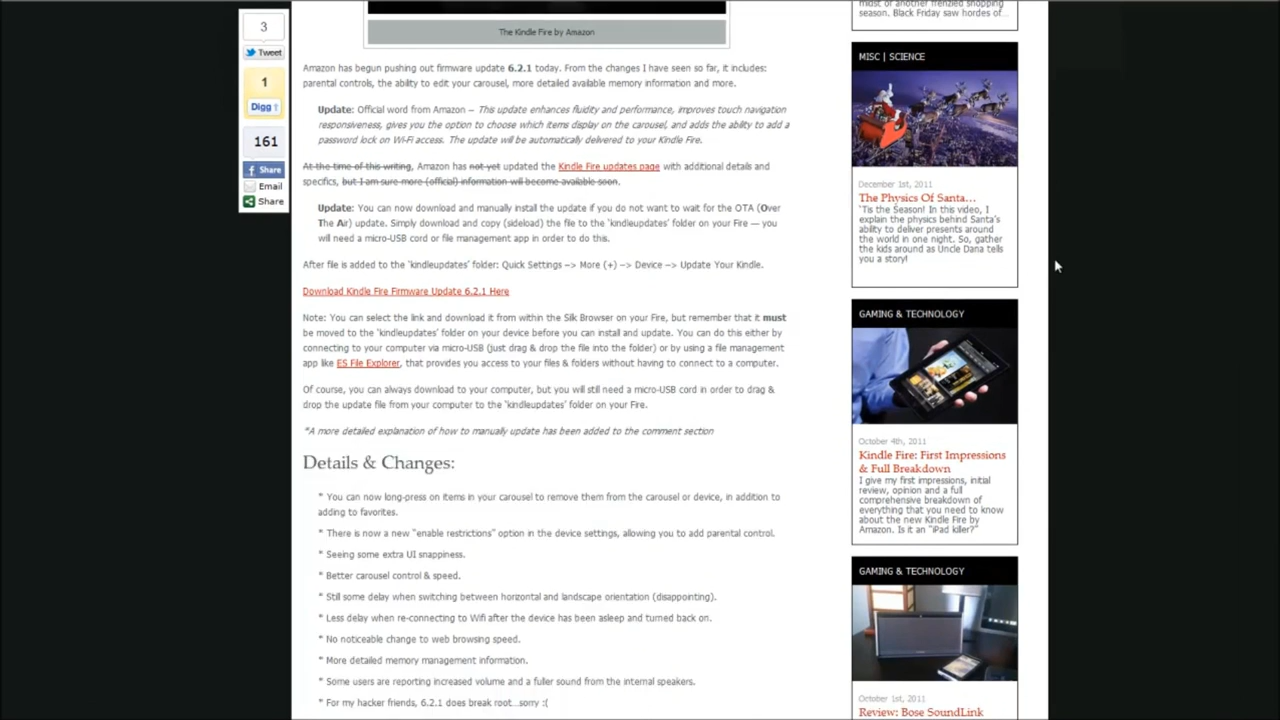 3
Tweet
1
Digg
161
Share
Email
Share
The Kindle Fire by Amazon
Amazon has begun pushing out firmware update 6.2.1 today. From the changes I have seen so far, it includes:
parental controls, the ability to edit your carousel, more detailed available memory information and more.
Update: Official word from Amazon – This update enhances fluidity and performance, improves touch navigation
responsiveness, gives you the option to choose which items display on the carousel, and adds the ability to add a
password lock on Wi-Fi access. The update will be automatically delivered to your Kindle Fire.
At the time of this writing, Amazon has not yet updated the Kindle Fire updates page with additional details and
specifics, but I am sure more (official) information will become available soon.
Update: You can now download and manually install the update if you do not want to wait for the OTA (Over
The Air) update. Simply download and copy (sideload) the file to the 'kindleupdates' folder on your Fire — you
will need a micro-USB cord or file management app in order to do this.
After file is added to the 'kindleupdates' folder: Quick Settings –> More (+) –> Device –> Update Your Kindle.
Download Kindle Fire Firmware Update 6.2.1 Here
Note: You can select the link and download it from within the Silk Browser on your Fire, but remember that it must
be moved to the 'kindleupdates' folder on your device before you can install and update. You can do this either by
connecting to your computer via micro-USB (just drag & drop the file into the folder) or by using a file management
app like ES File Explorer, that provides you access to your files & folders without having to connect to a computer.
Of course, you can always download to your computer, but you will still need a micro-USB cord in order to drag &
drop the update file from your computer to the 'kindleupdates' folder on your Fire.
*A more detailed explanation of how to manually update has been added to the comment section
Details & Changes:
* You can now long-press on items in your carousel to remove them from the carousel or device, in addition to
adding to favorites.
* There is now a new "enable restrictions" option in the device settings, allowing you to add parental control.
* Seeing some extra UI snappiness.
* Better carousel control & speed.
* Still some delay when switching between horizontal and landscape orientation (disappointing).
* Less delay when re-connecting to Wifi after the device has been asleep and turned back on.
* No noticeable change to web browsing speed.
* More detailed memory management information.
* Some users are reporting increased volume and a fuller sound from the internal speakers.
* For my hacker friends, 6.2.1 does break root...sorry :(
most of another frenzied shopping
season. Black Friday saw hordes of...
MISC | SCIENCE
December 1st, 2011
The Physics Of Santa...
'Tis the Season! In this video, I
explain the physics behind Santa's
ability to deliver presents around
the world in one night. So, gather
the kids around as Uncle Dana tells
you a story!
GAMING & TECHNOLOGY
October 4th, 2011
Kindle Fire: First Impressions
& Full Breakdown
I give my first impressions, initial
review, opinion and a full
comprehensive breakdown of
everything that you need to know
about the new Kindle Fire by
Amazon. Is it an "iPad killer?"
GAMING & TECHNOLOGY
October 1st, 2011
Review: Bose SoundLink